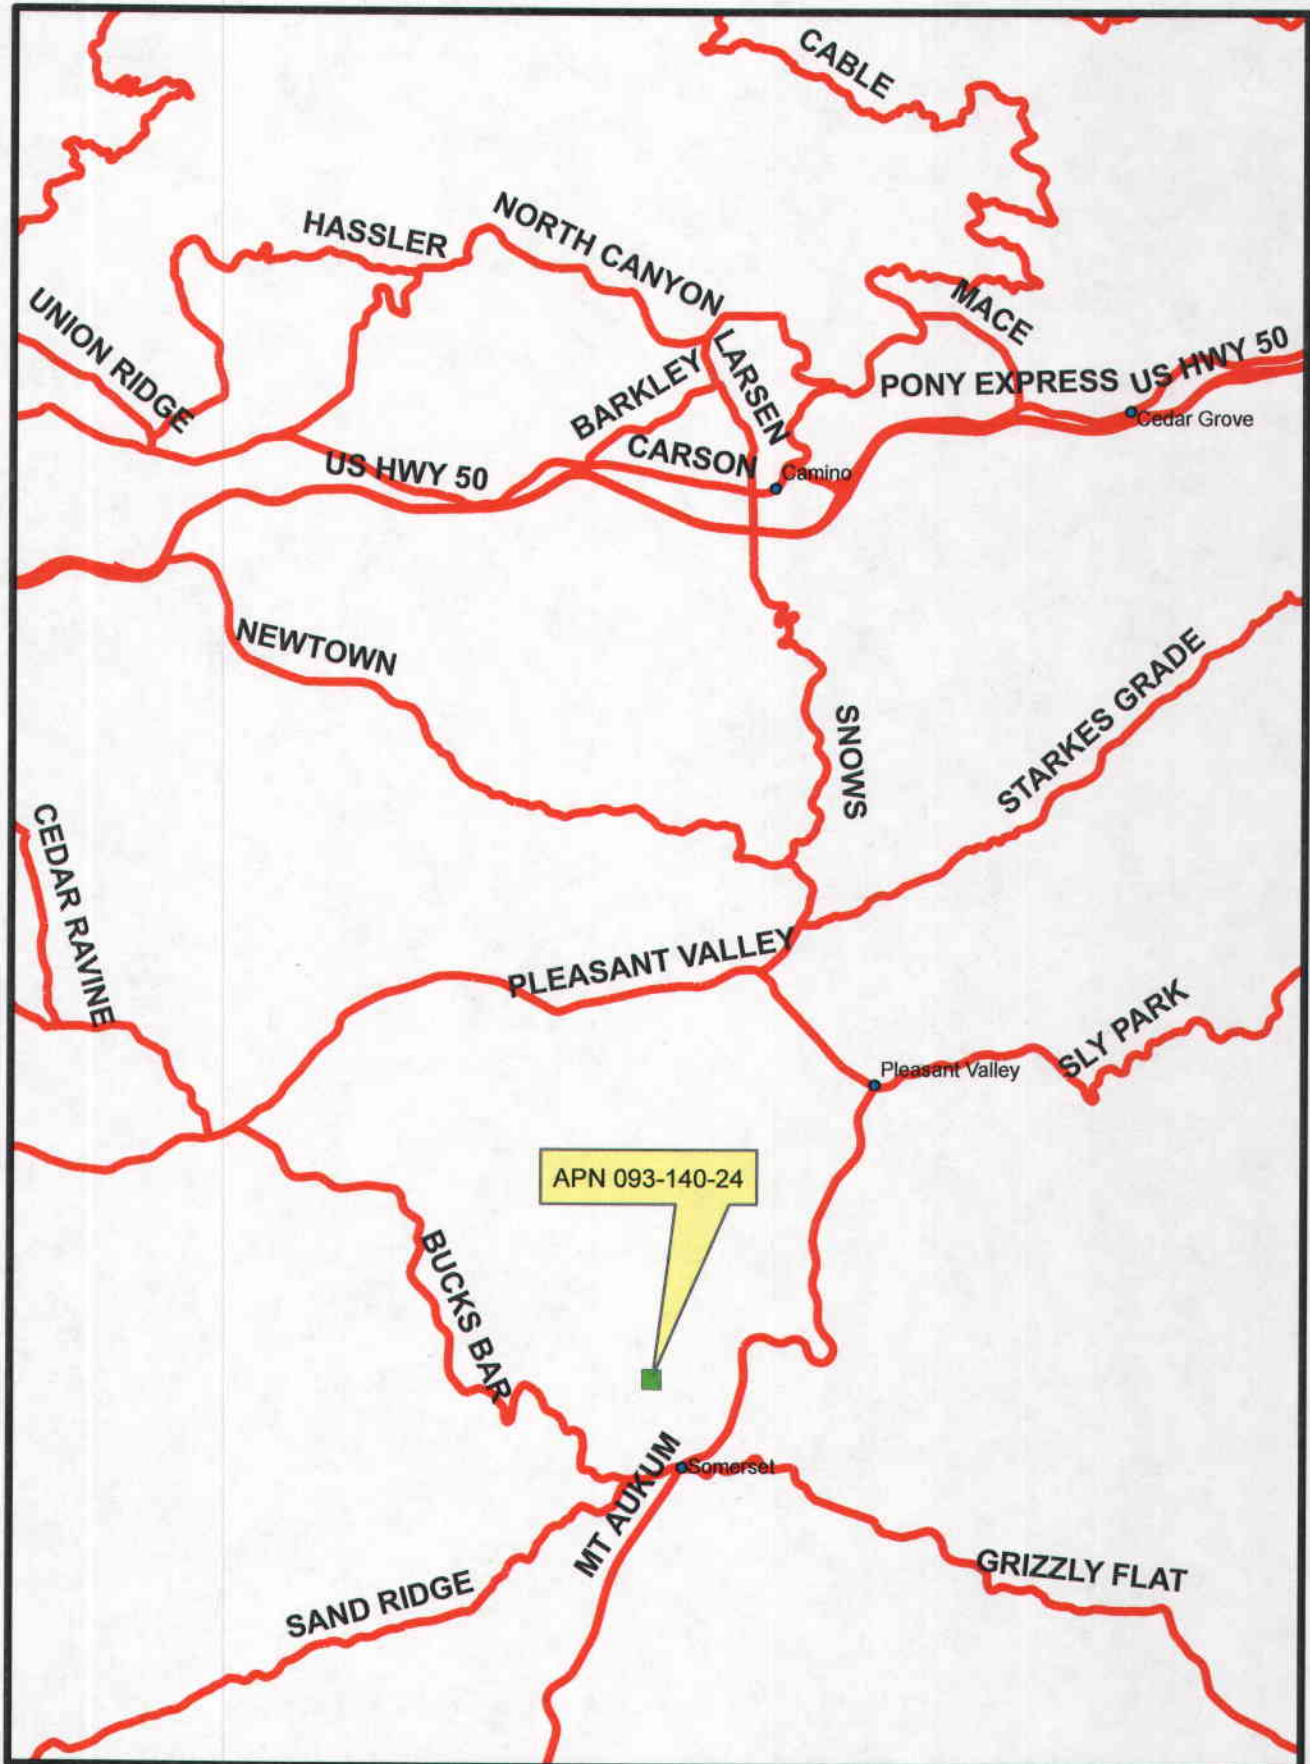 CABLE
HASSLER
NORTH CANYON
UNION RIDGE
MACE
LARSEN
BARKLEY
PONY EXPRESS
US HWY 50
Cedar Grove
CARSON
Camino
US HWY 50
NEWTOWN
STARKES GRADE
SNOWS
CEDAR RAVINE
PLEASANT VALLEY
SLY PARK
Pleasant Valley
APN 093-140-24
BUCKS BAR
MT AUKUM
Somerset
GRIZZLY FLAT
SAND RIDGE